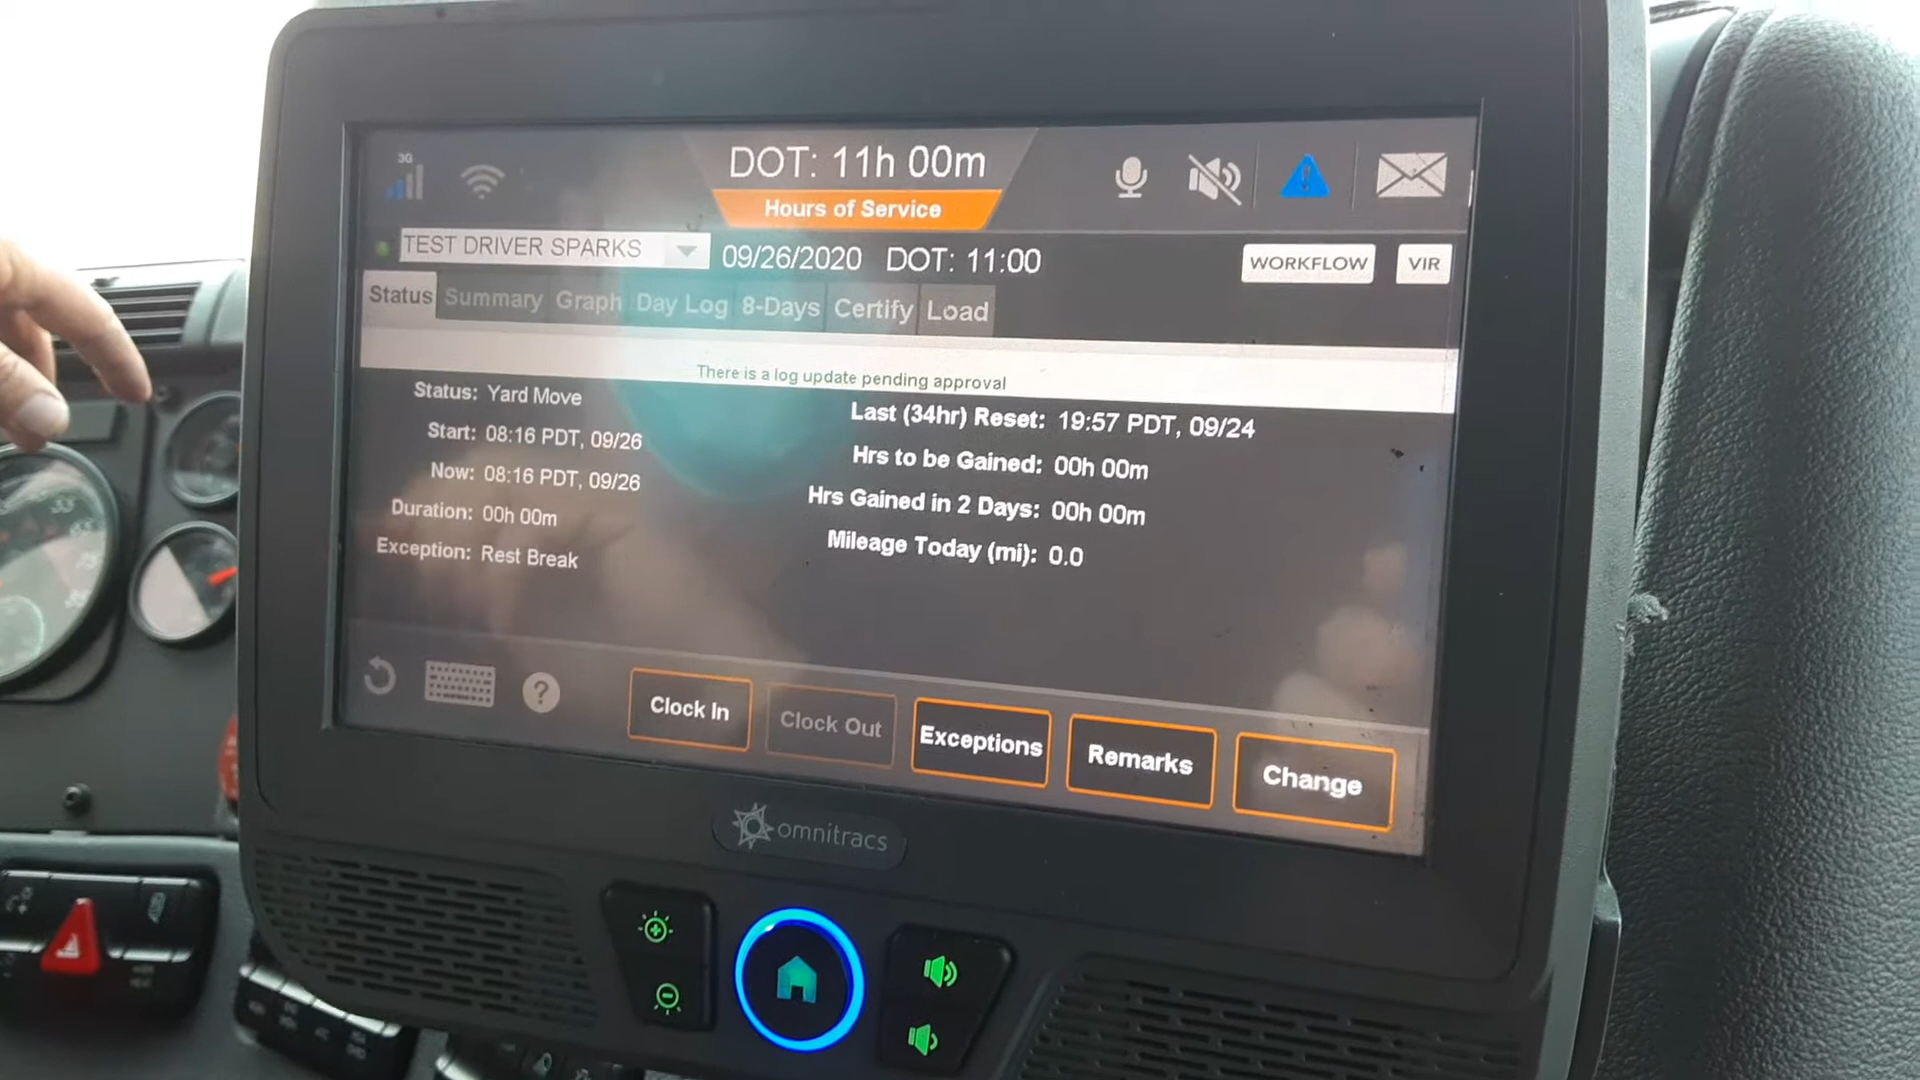 3G
DOT: 11h 00m
Hours of Service
TEST DRIVER SPARKS
09/26/2020 DOT: 11:00
WORKFLOW
VIR
Status Summary Graph Day Log 8-Days Certify Load
There is a log update pending approval
Status: Yard Move
Start: 08:16 PDT, 09/26
Now: 08:16 PDT, 09/26
Duration: 00h 00m
Exception: Rest Break
Last (34hr) Reset: 19:57 PDT, 09/24
Hrs to be Gained: 00h 00m
Hrs Gained in 2 Days: 00h 00m
Mileage Today (mi): 0.0
?
Clock In
Clock Out
Exceptions
Remarks
Change
omnitracs